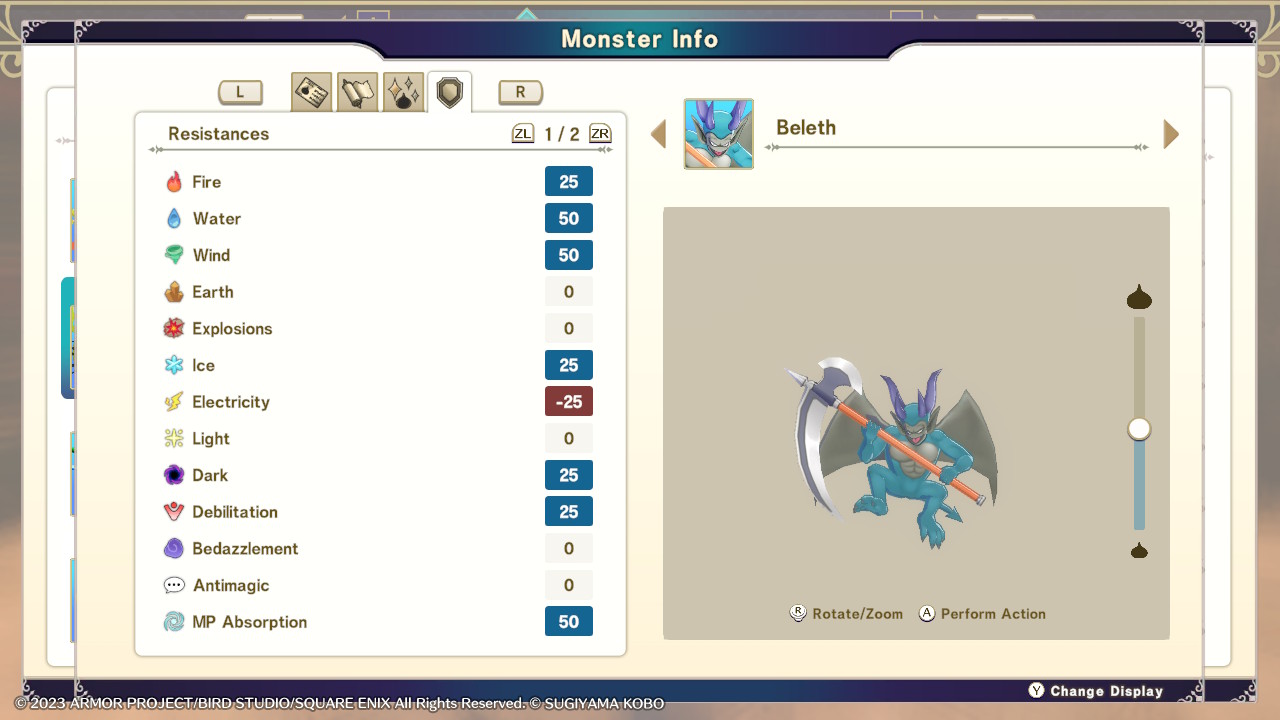 Monster Info
L
R
Resistances
ZL 1 / 2 ZR
Beleth
Fire 25
Water 50
Wind 50
Earth 0
Explosions 0
Ice 25
Electricity -25
Light 0
Dark 25
Debilitation 25
Bedazzlement 0
Antimagic 0
MP Absorption 50
R Rotate/Zoom A Perform Action
Y Change Display
© 2023 ARMOR PROJECT/BIRD STUDIO/SQUARE ENIX All Rights Reserved. © SUGIYAMA KOBO